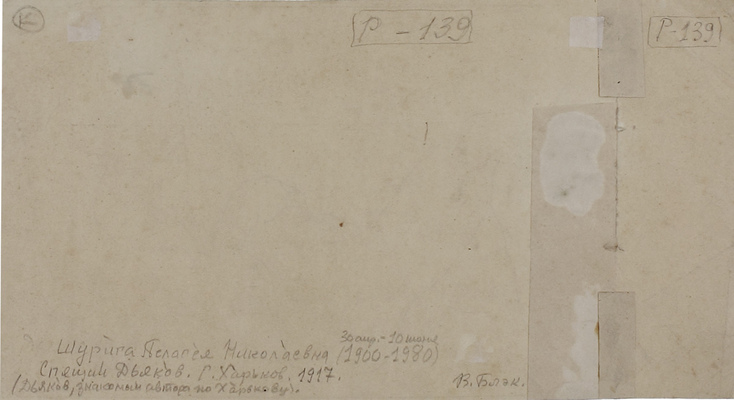 К
Р - 139
Р-139
30 апр. - 10 июня
Шурига Пелагея Николаевна (1900-1980)
Спящий Дьяков. Г. Харьков. 1917.
(Дьяков, знакомый автора по Харькову).
В. Блэк.